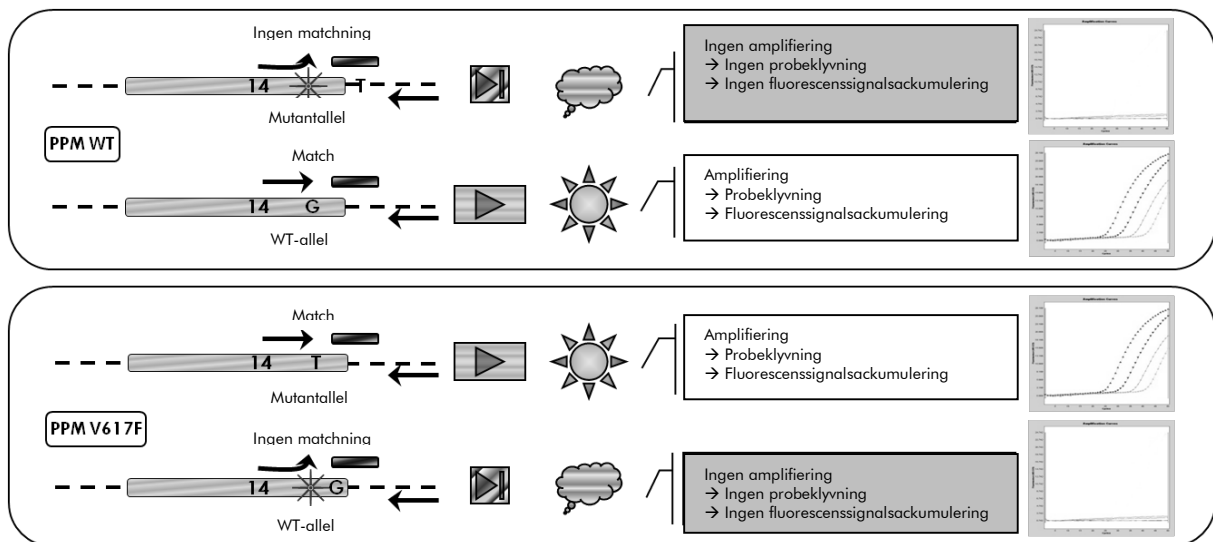 Ingen matchning
14
T
Mutantallel
Ingen amplifiering
→ Ingen probeklyvning
→ Ingen fluorescenssignalsackumulering
PPM WT
Match
14 G
WT-allel
Amplifiering
→ Probeklyvning
→ Fluorescenssignalsackumulering
Match
14 T
Mutantallel
Amplifiering
→ Probeklyvning
→ Fluorescenssignalsackumulering
PPM V617F
Ingen matchning
14 G
WT-allel
Ingen amplifiering
→ Ingen probeklyvning
→ Ingen fluorescenssignalsackumulering